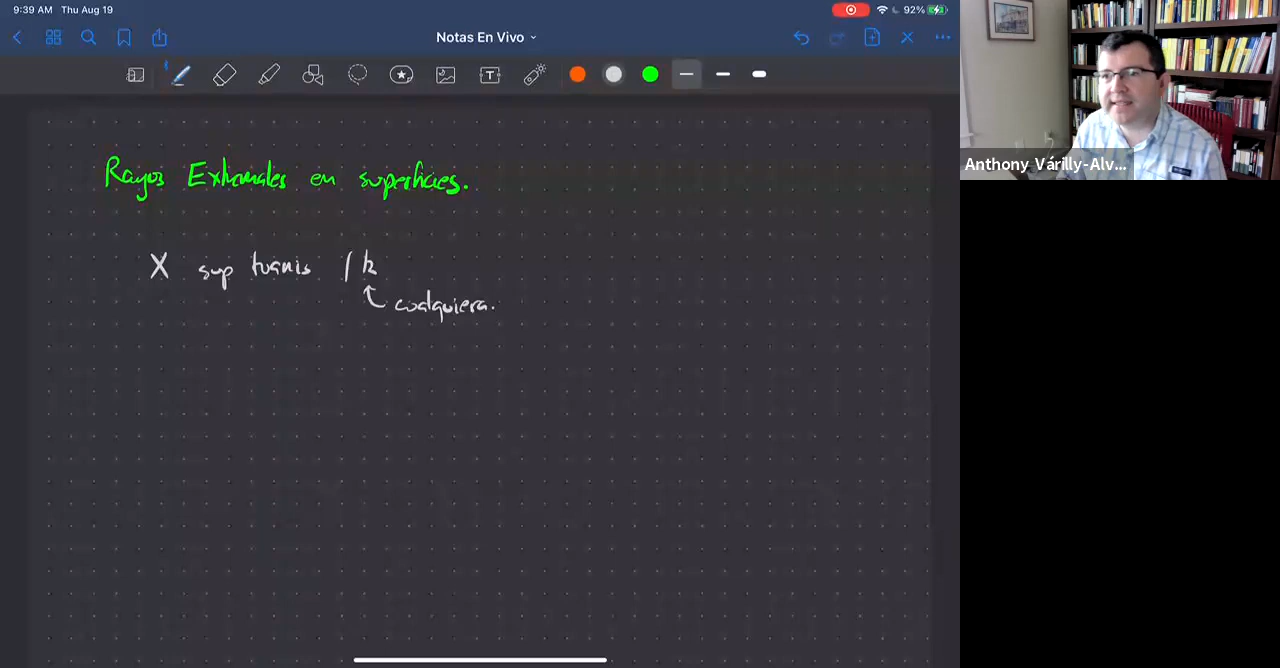 9:39 AM Thu Aug 19
92%
Notas En Vivo
Rayos Extremales en superficies.
X sup tuanis / k
cualquiera.
Anthony Várilly-Alv...